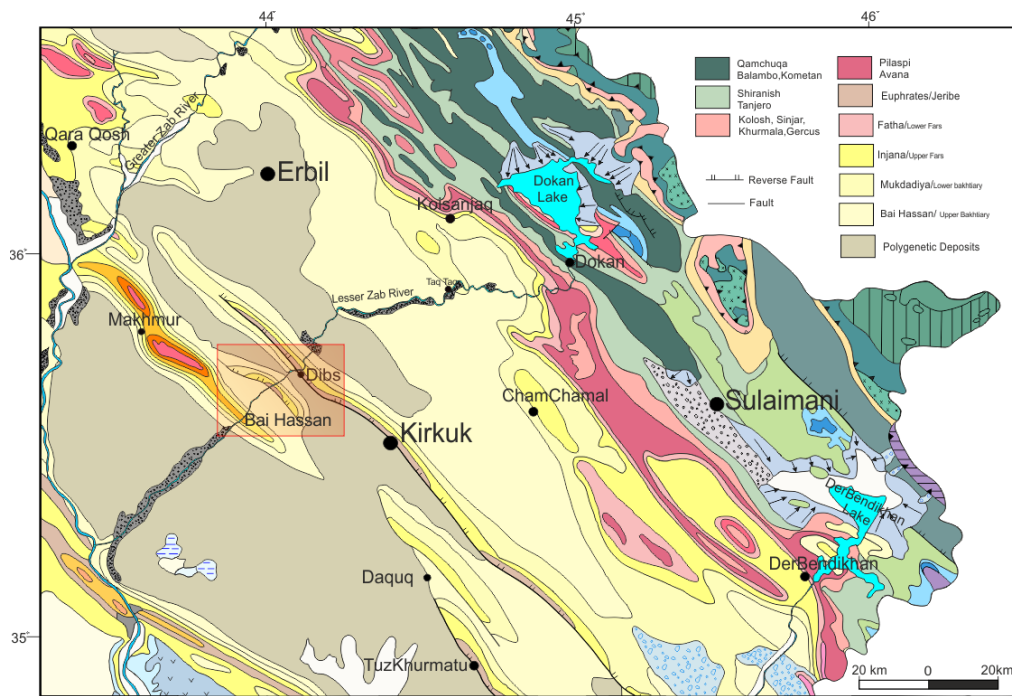 44°
45°
46°
Qamchuqa
Balambo,Kometan
Shiranish
Tanjero
Kolosh, Sinjar,
Khurmala,Gercus
Pilaspi
Avana
Euphrates/Jeribe
Fatha/Lower Fars
Injana/Upper Fars
Mukdadiya/Lower bakhtiary
Bai Hassan/ Upper Bakhtiary
Polygenetic Deposits
Reverse Fault
Fault
Qara Qosh
Greater Zab River
Erbil
Koisanjaq
Dokan
Lake
36°
Dokan
Taq Taq
Lesser Zab River
Makhmur
Dibs
ChamChamal
Sulaimani
Bai Hassan
Kirkuk
DerBendikhan
Lake
Daquq
DerBendikhan
35°
TuzKhurmatu
20 km
0
20km